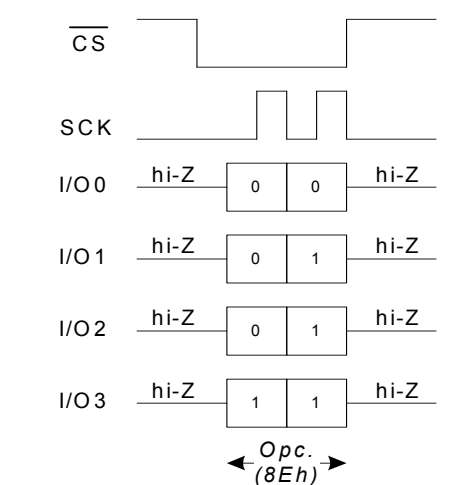 CS
SCK
I/O0 hi-Z 0 0 hi-Z
I/O1 hi-Z 0 1 hi-Z
I/O2 hi-Z 0 1 hi-Z
I/O3 hi-Z 1 1 hi-Z
Opc.
(8Eh)